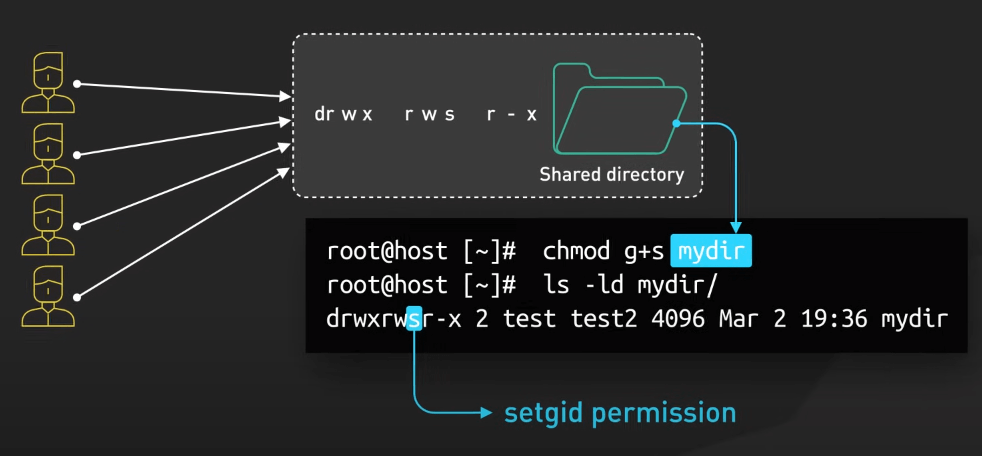 drwx rws r-x
Shared directory
root@host [~]# chmod g+s mydir
root@host [~]# ls -ld mydir/
drwxrwsr-x 2 test test2 4096 Mar 2 19:36 mydir
setgid permission